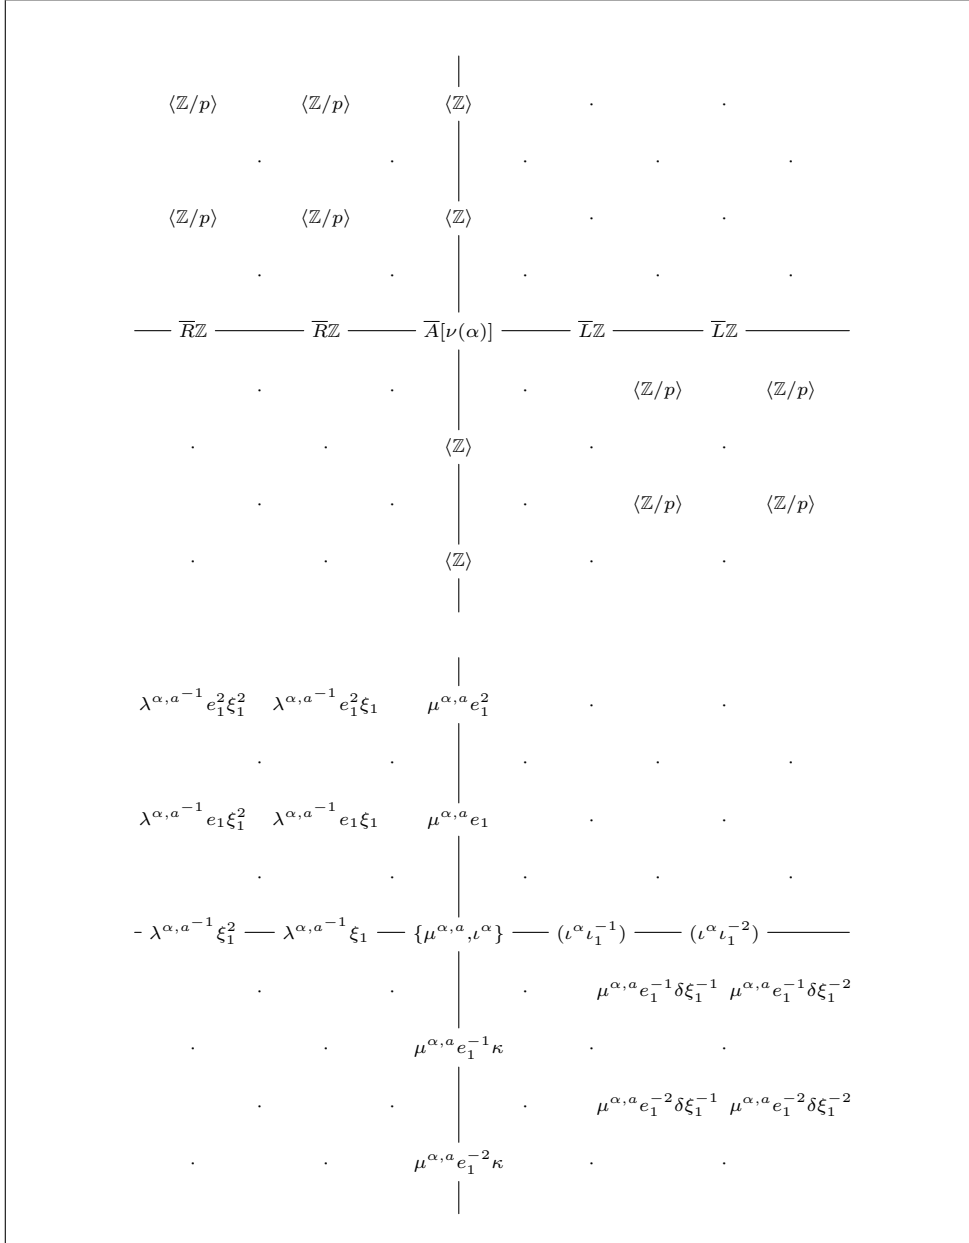 ⟨ℤ/p⟩ ⟨ℤ/p⟩ ⟨ℤ⟩ · ·
· · · · ·
⟨ℤ/p⟩ ⟨ℤ/p⟩ ⟨ℤ⟩ · ·
· · · · ·
R̅ℤ R̅ℤ A̅[ν(α)] L̅ℤ L̅ℤ
· · · ⟨ℤ/p⟩ ⟨ℤ/p⟩
· · ⟨ℤ⟩ · ·
· · · ⟨ℤ/p⟩ ⟨ℤ/p⟩
· · ⟨ℤ⟩ · ·
λ^{α,a^{-1}}e_1^2ξ_1^2 λ^{α,a^{-1}}e_1^2ξ_1 μ^{α,a}e_1^2 · ·
· · · · ·
λ^{α,a^{-1}}e_1ξ_1^2 λ^{α,a^{-1}}e_1ξ_1 μ^{α,a}e_1 · ·
· · · · ·
λ^{α,a^{-1}}ξ_1^2 λ^{α,a^{-1}}ξ_1 {μ^{α,a},ι^α} (ι^αι_1^{-1}) (ι^αι_1^{-2})
· · · μ^{α,a}e_1^{-1}δξ_1^{-1} μ^{α,a}e_1^{-1}δξ_1^{-2}
· · μ^{α,a}e_1^{-1}κ · ·
· · · μ^{α,a}e_1^{-2}δξ_1^{-1} μ^{α,a}e_1^{-2}δξ_1^{-2}
· · μ^{α,a}e_1^{-2}κ · ·